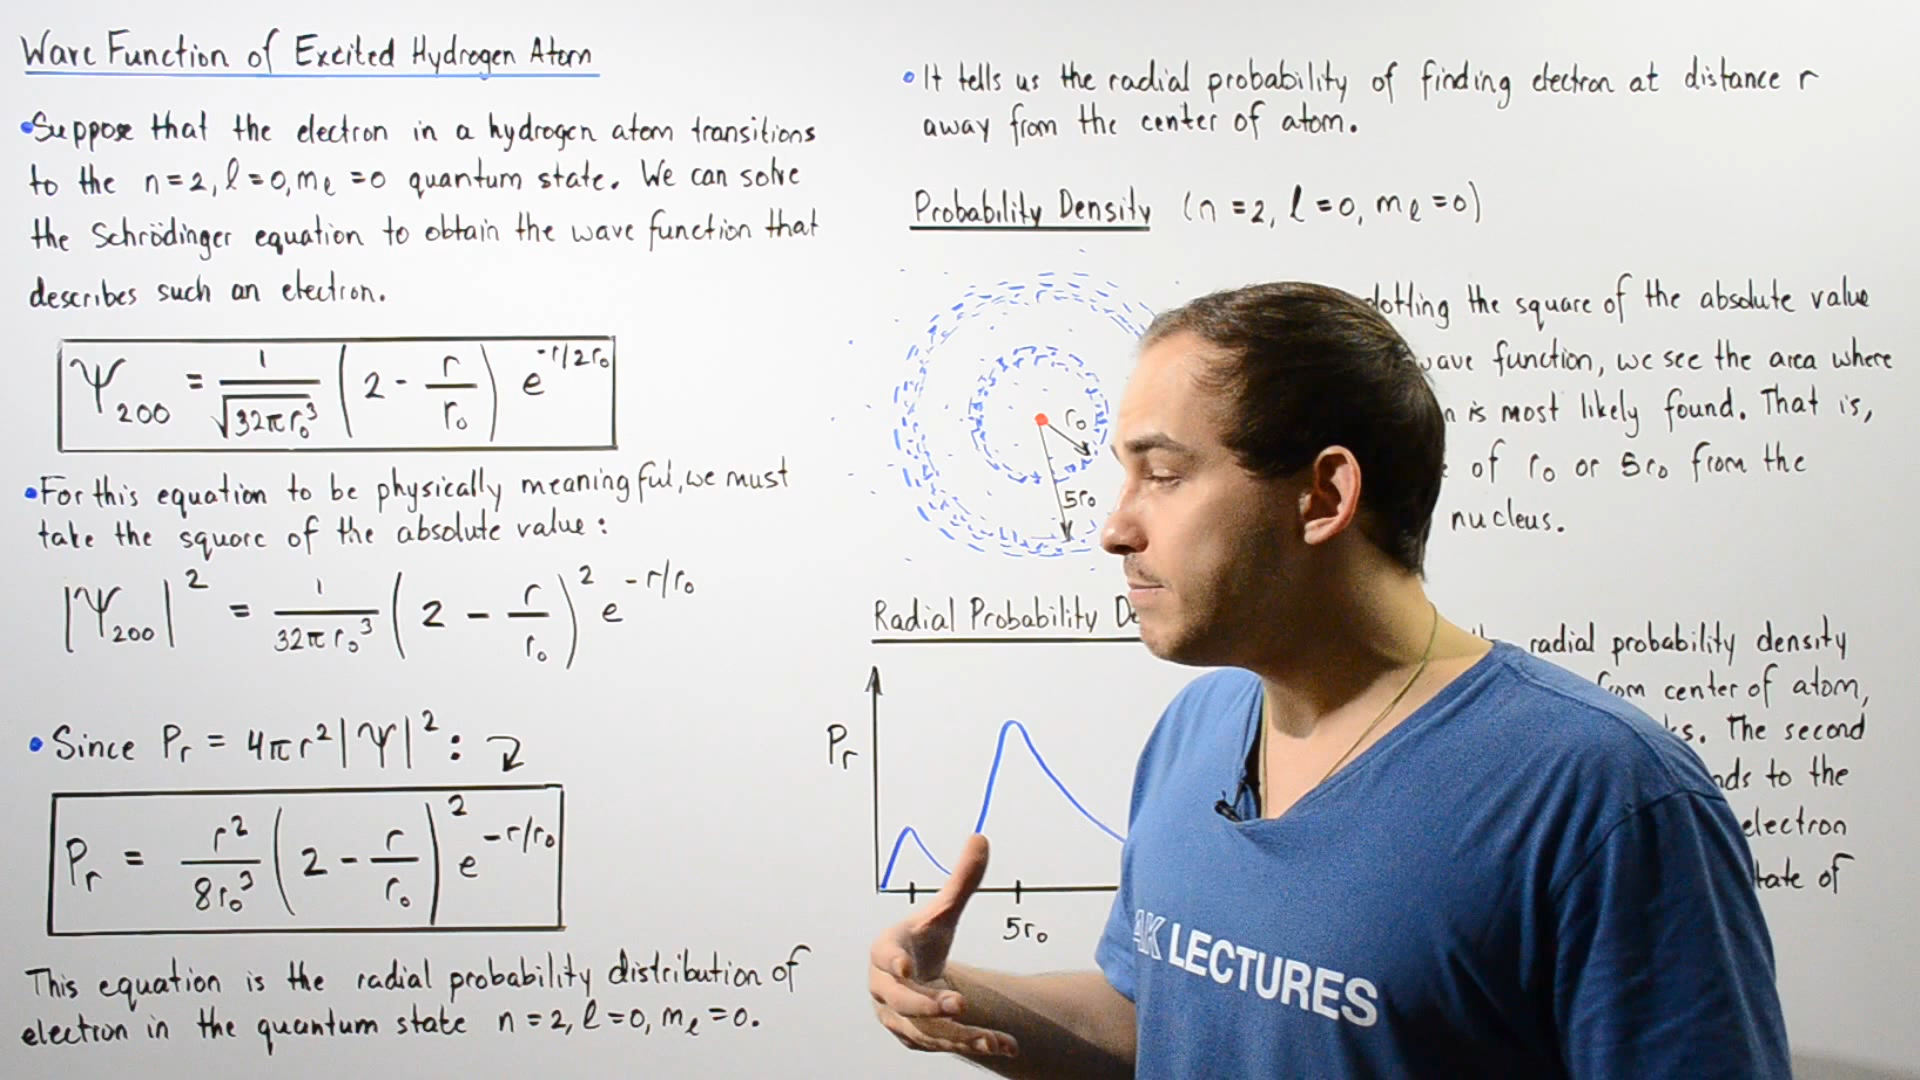 Wave Function of Excited Hydrogen Atom
•Suppose that the electron in a hydrogen atom transitions
to the n=2, l=0, mₗ=0 quantum state. We can solve
the Schrödinger equation to obtain the wave function that
describes such an electron.
Ψ₂₀₀ = 1/√(32πr₀³) (2 - r/r₀) e^(-r/2r₀)
•For this equation to be physically meaningful, we must
take the square of the absolute value:
|Ψ₂₀₀|² = 1/(32πr₀³) (2 - r/r₀)² e^(-r/r₀)
•Since Pᵣ = 4πr²|Ψ|² :
Pᵣ = r²/(8r₀³) (2 - r/r₀)² e^(-r/r₀)
This equation is the radial probability distribution of
electron in the quantum state n=2, l=0, mₗ=0.
•It tells us the radial probability of finding electron at distance r
away from the center of atom.
Probability Density (n=2, l=0, mₗ=0)
r₀
5r₀
the square of the absolute value
function, we see the area where
is most likely found. That is,
of r₀ or 5r₀ from the
nucleus.
Radial Probability
radial probability density
center of atom,
The second
to the
electron
of
Pᵣ
5r₀
AK LECTURES